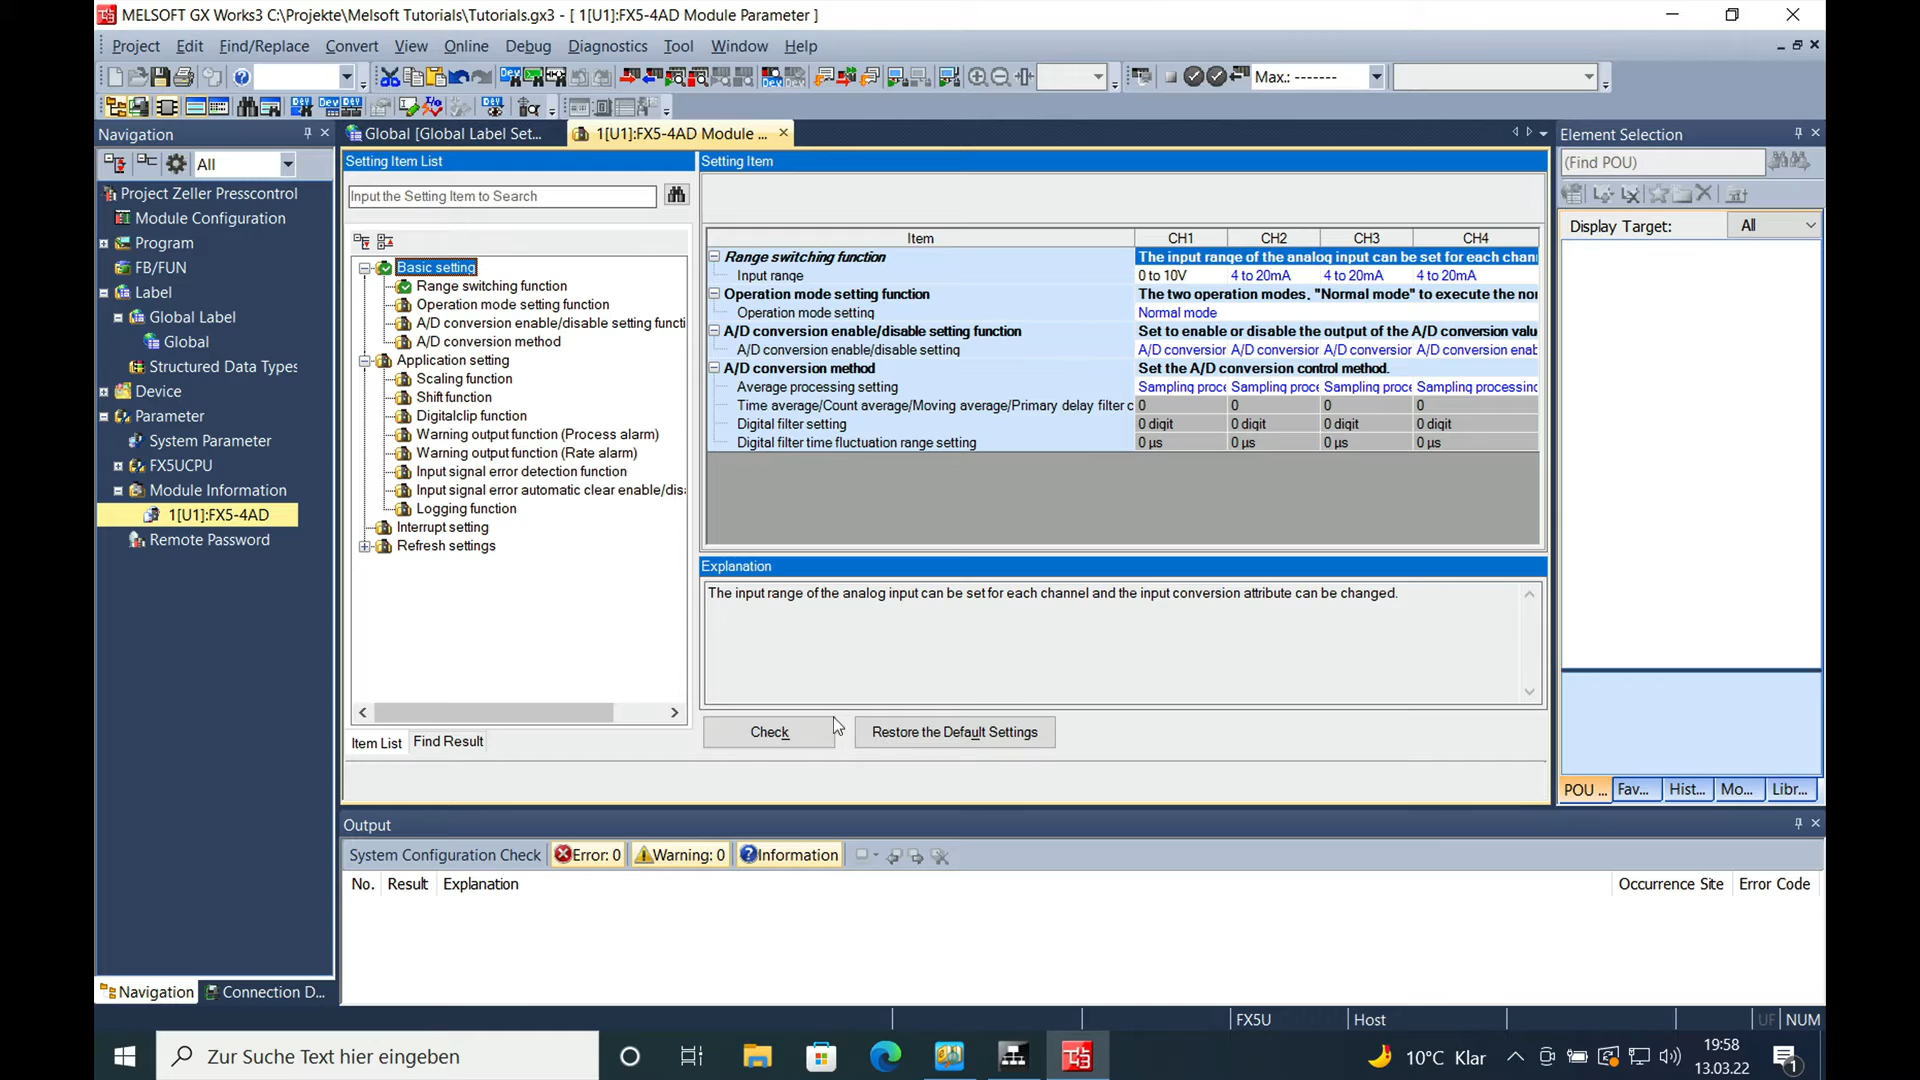 MELSOFT GX Works3 C:\Projekte\Melsoft Tutorials\Tutorials.gx3 - [ 1[U1]:FX5-4AD Module Parameter ]
Project Edit Find/Replace Convert View Online Debug Diagnostics Tool Window Help
Max.: -------
Navigation
Global [Global Label Set...
1[U1]:FX5-4AD Module ...
Element Selection
All
Project Zeller Presscontrol
Module Configuration
Program
FB/FUN
Label
Global Label
Global
Structured Data Types
Device
Parameter
System Parameter
FX5UCPU
Module Information
1[U1]:FX5-4AD
Remote Password
Navigation
Connection D...
Setting Item List
Input the Setting Item to Search
Basic setting
Range switching function
Operation mode setting function
A/D conversion enable/disable setting functi
A/D conversion method
Application setting
Scaling function
Shift function
Digitalclip function
Warning output function (Process alarm)
Warning output function (Rate alarm)
Input signal error detection function
Input signal error automatic clear enable/dis
Logging function
Interrupt setting
Refresh settings
Item List
Find Result
Setting Item
Item CH1 CH2 CH3 CH4
Range switching function The input range of the analog input can be set for each chann
Input range 0 to 10V 4 to 20mA 4 to 20mA 4 to 20mA
Operation mode setting function The two operation modes, "Normal mode" to execute the nor
Operation mode setting Normal mode
A/D conversion enable/disable setting function Set to enable or disable the output of the A/D conversion valu
A/D conversion enable/disable setting A/D conversion A/D conversion A/D conversion A/D conversion enab
A/D conversion method Set the A/D conversion control method.
Average processing setting Sampling proce Sampling proce Sampling proce Sampling processing
Time average/Count average/Moving average/Primary delay filter c 0 0 0 0
Digital filter setting 0 digit 0 digit 0 digit 0 digit
Digital filter time fluctuation range setting 0 µs 0 µs 0 µs 0 µs
Explanation
The input range of the analog input can be set for each channel and the input conversion attribute can be changed.
Check
Restore the Default Settings
(Find POU)
Display Target: All
POU ... Fav... Hist... Mo... Libr...
Output
System Configuration Check Error: 0 Warning: 0 Information
No. Result Explanation Occurrence Site Error Code
FX5U Host UF NUM
Zur Suche Text hier eingeben
10°C Klar
19:58
13.03.22
1